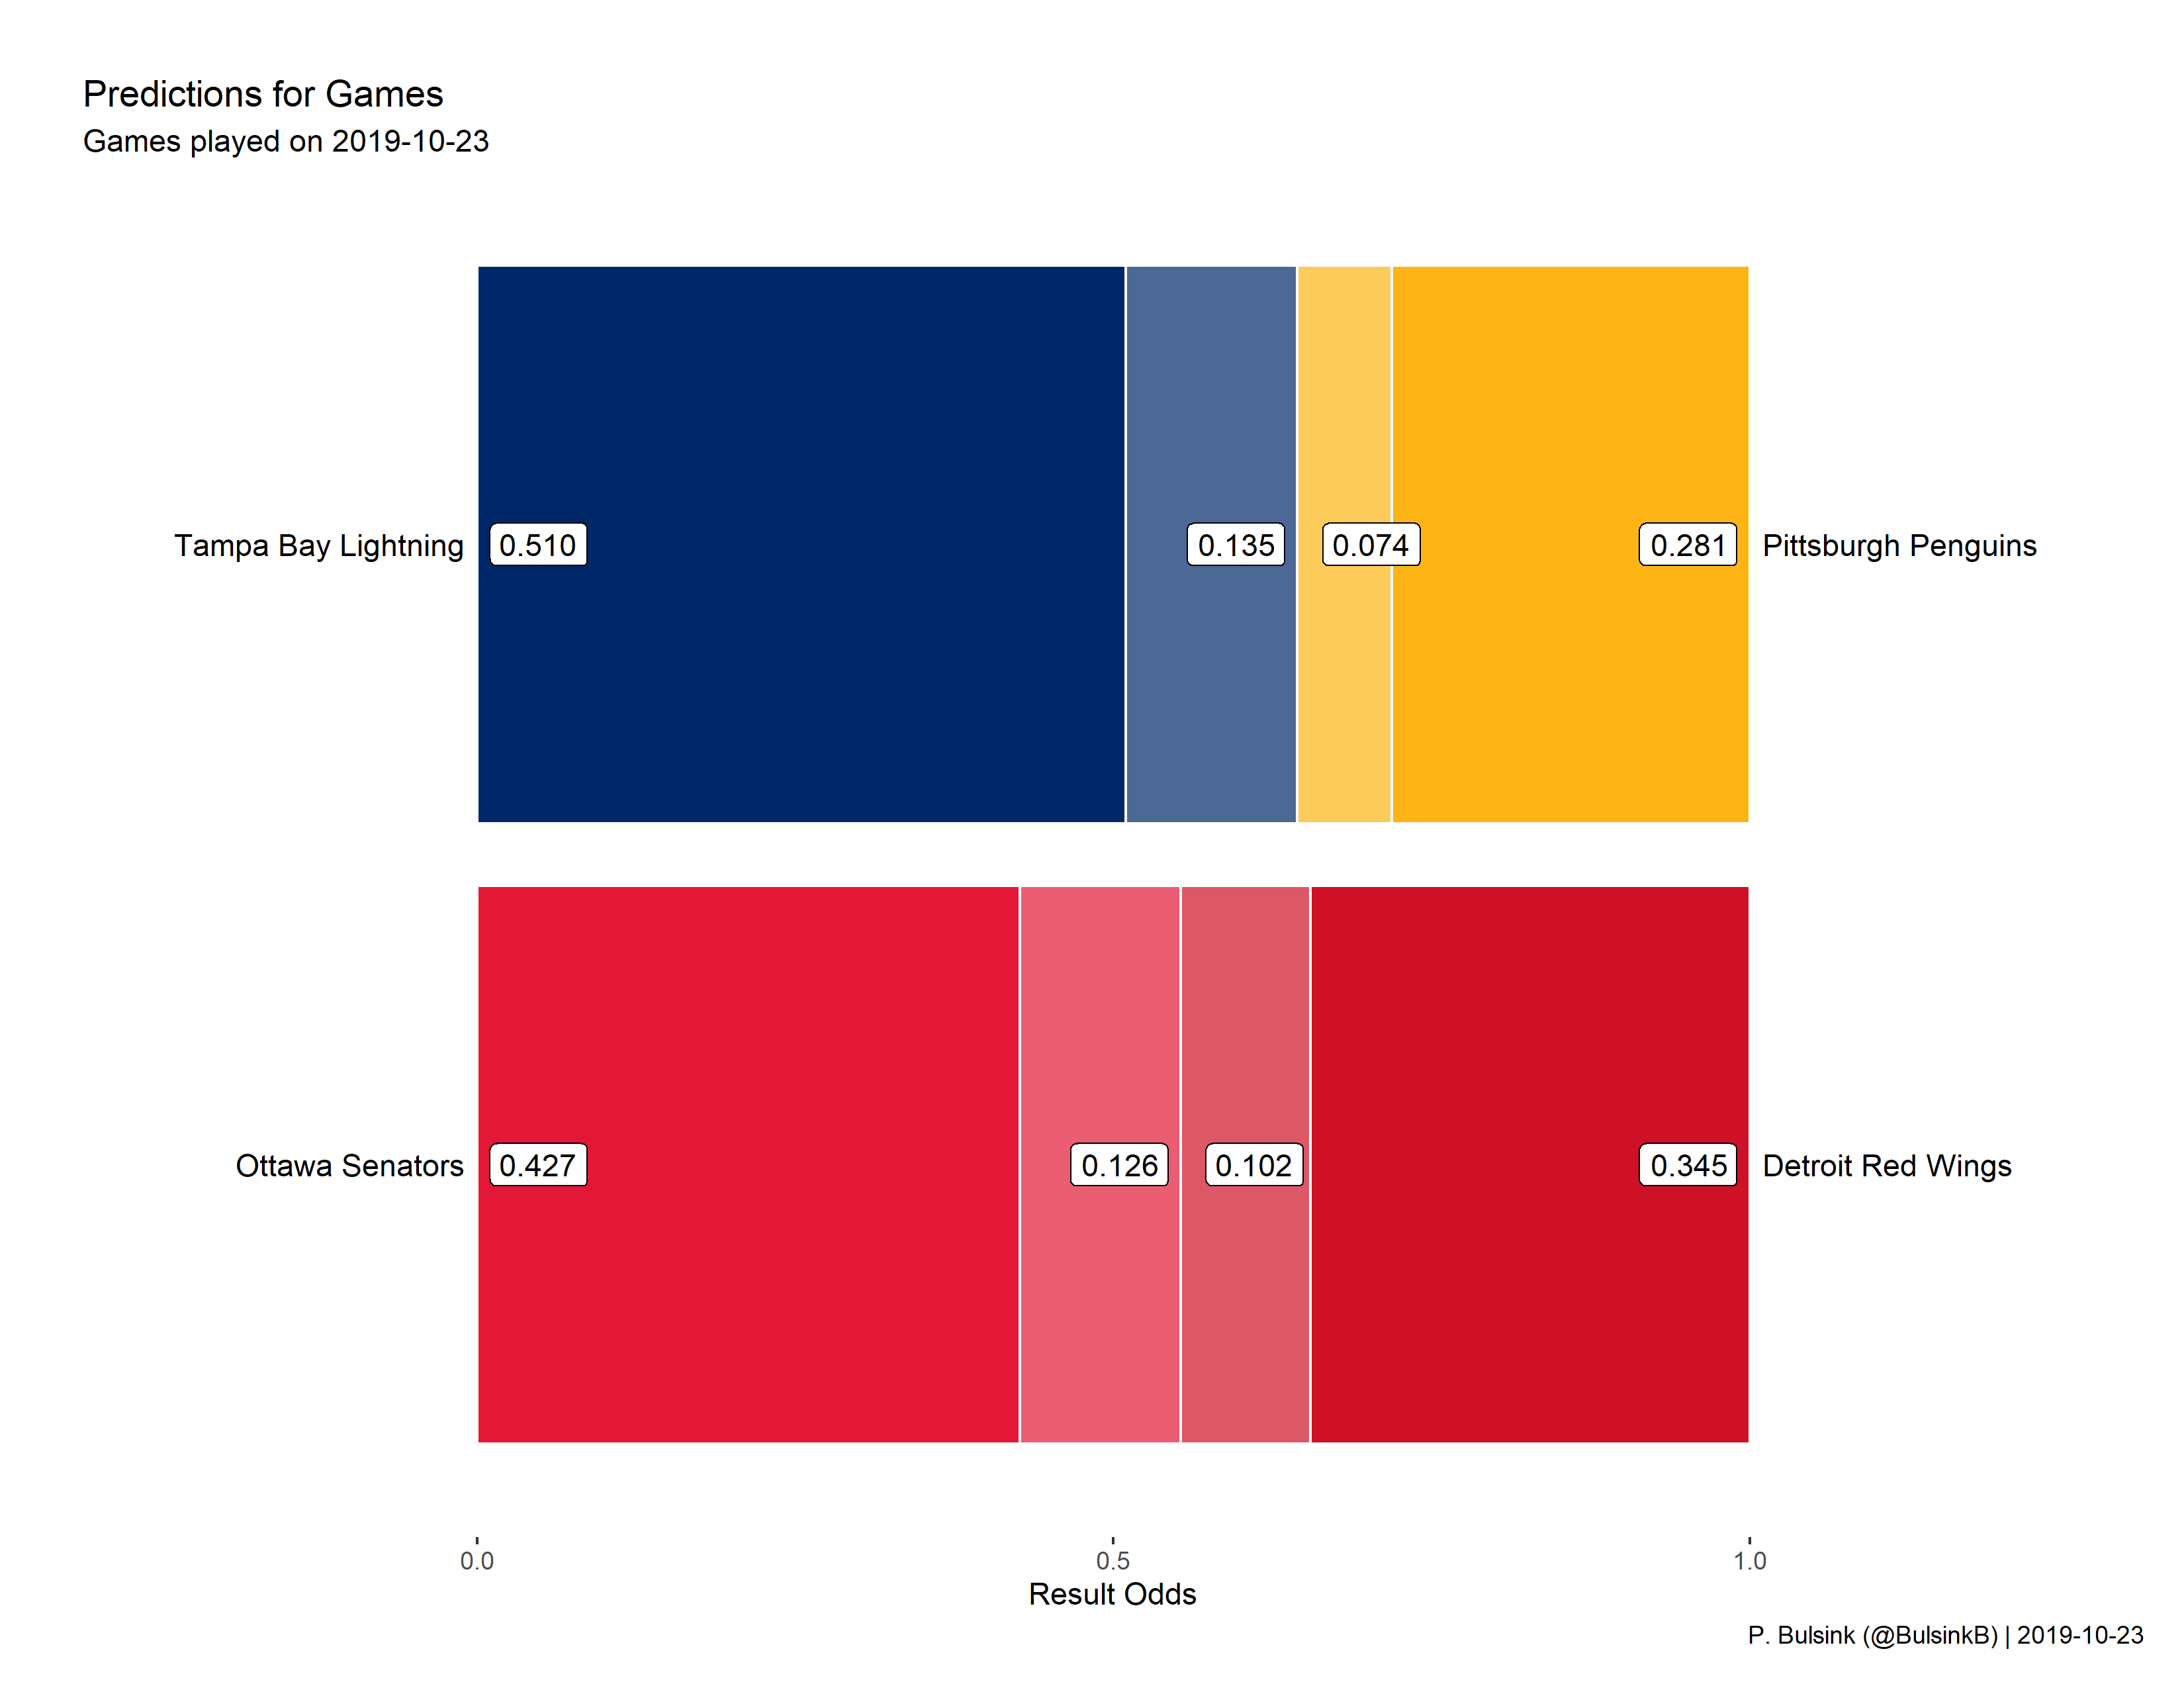 Predictions for Games
Games played on 2019-10-23
Tampa Bay Lightning 0.510 0.135 0.074 0.281 Pittsburgh Penguins
Ottawa Senators 0.427 0.126 0.102 0.345 Detroit Red Wings
0.0 0.5 1.0
Result Odds
P. Bulsink (@BulsinkB) | 2019-10-23